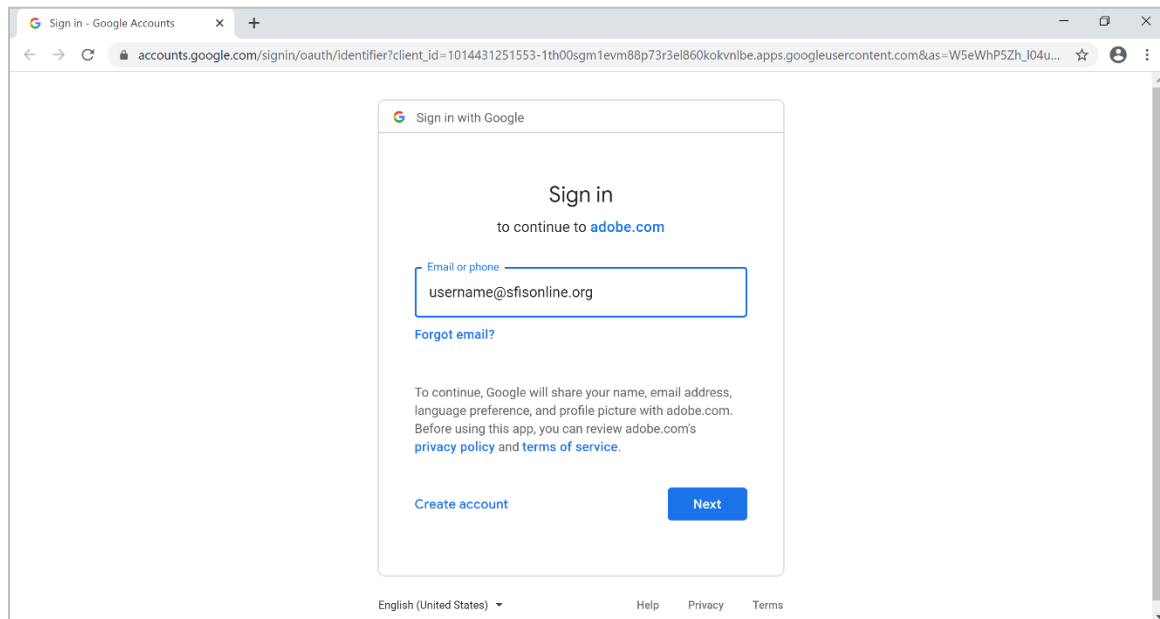 Sign in - Google Accounts
accounts.google.com/signin/oauth/identifier?client_id=1014431251553-1th00sgm1evm88p73r3el860kokvnlbe.apps.googleusercontent.com&as=W5eWhP5Zh_l04u...
Sign in with Google
Sign in
to continue to adobe.com
Email or phone
username@sfisonline.org
Forgot email?
To continue, Google will share your name, email address,
language preference, and profile picture with adobe.com.
Before using this app, you can review adobe.com's
privacy policy and terms of service.
Create account Next
English (United States) Help Privacy Terms